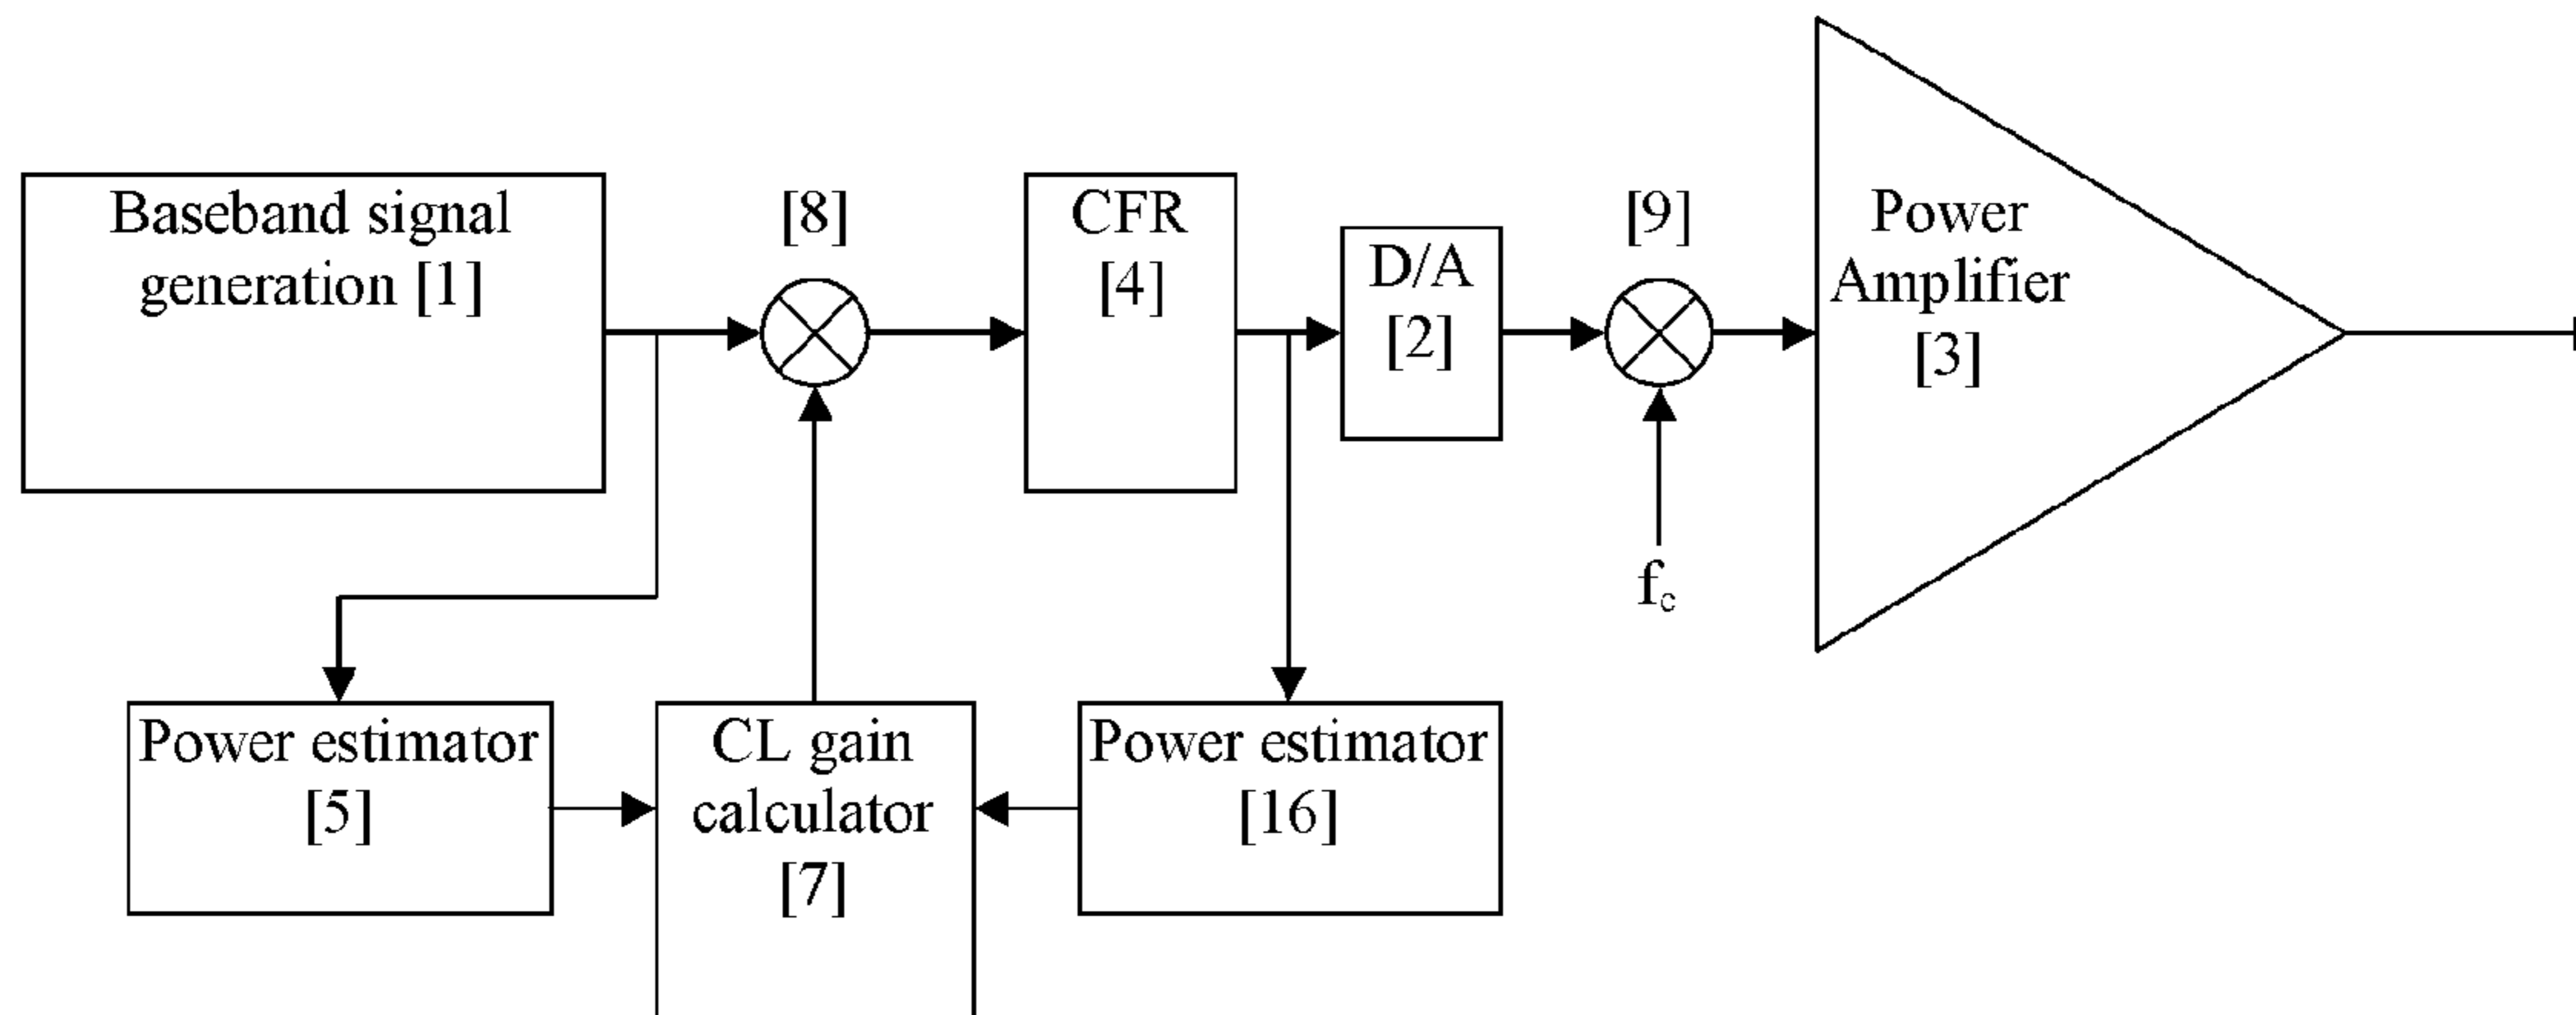 Baseband signal
generation [1]
[8]
CFR
[4]
D/A
[2]
[9]
Power
Amplifier
[3]
fc
Power estimator
[5]
CL gain
calculator
[7]
Power estimator
[16]